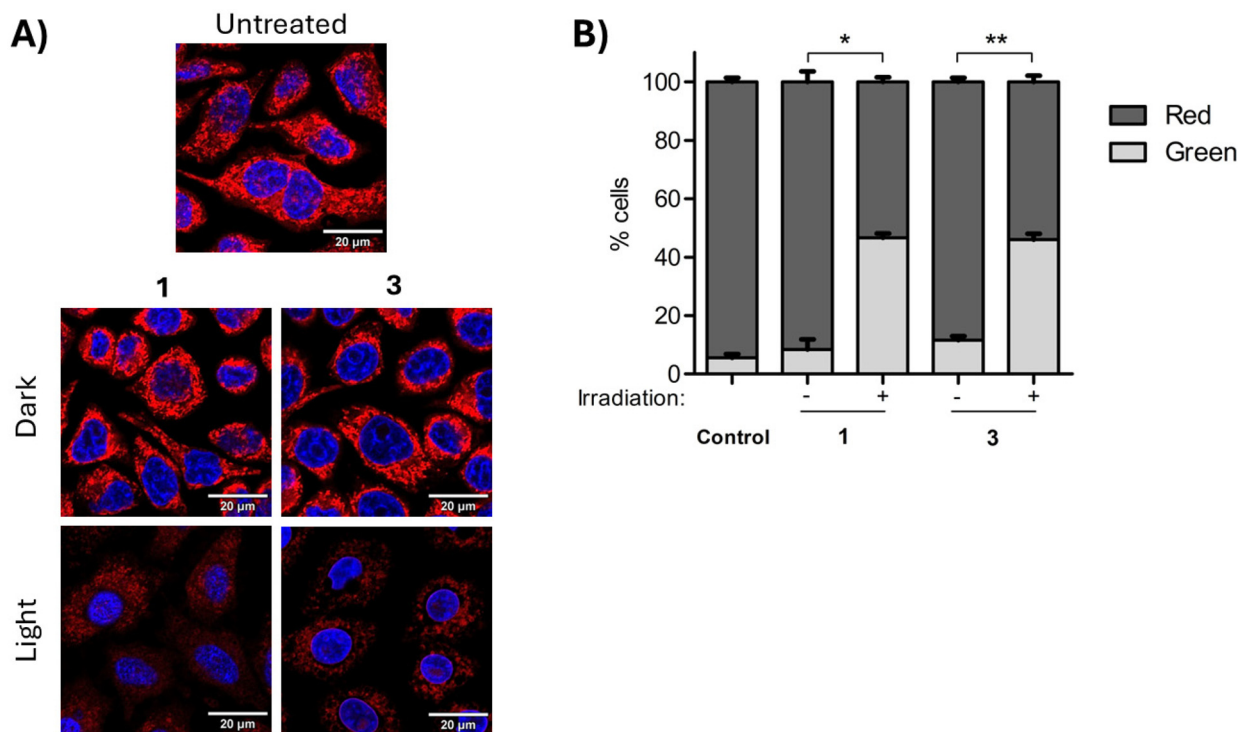 A)
Untreated
20 µm
1
3
Dark
20 µm
20 µm
Light
20 µm
20 µm
B)
*
**
100
80
60
40
20
0
% cells
Red
Green
Irradiation: - + - +
Control 1 3